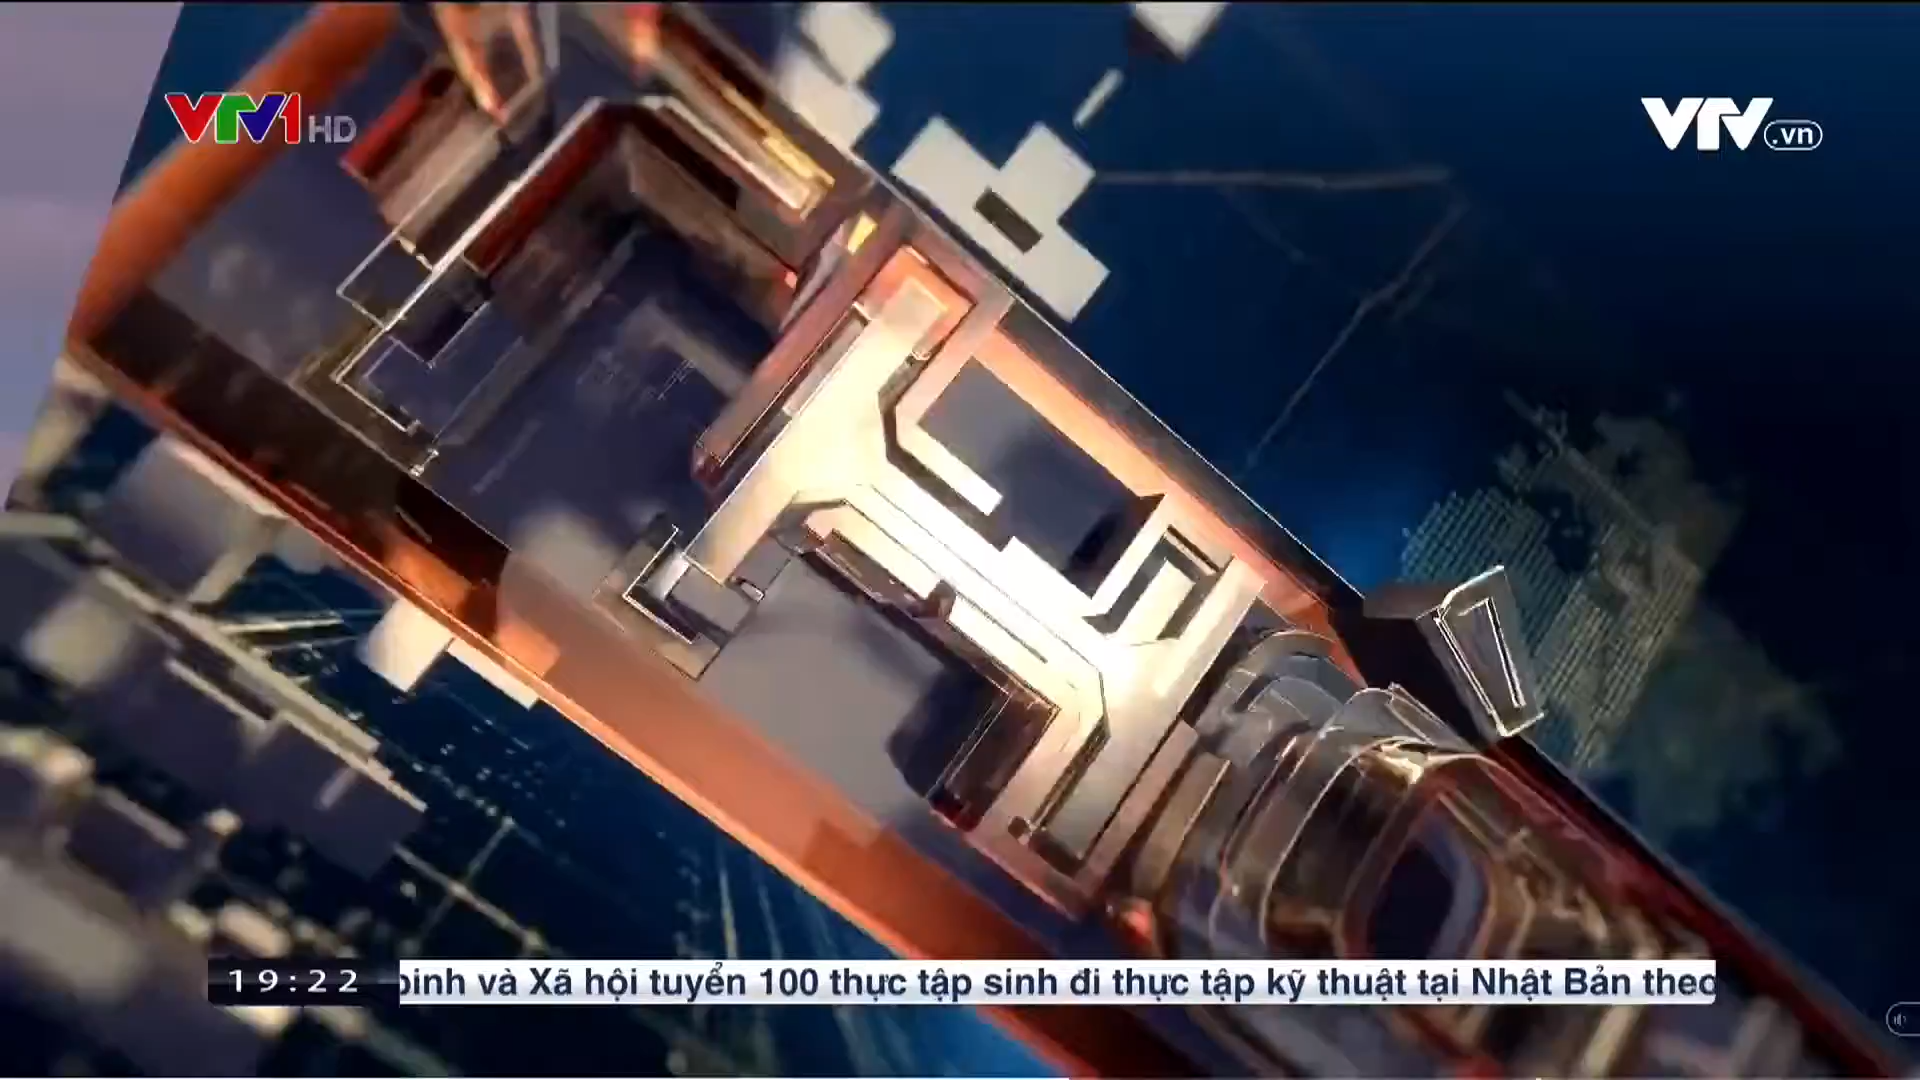 VTV1 HD
VTV.vn
19:22
và Xã hội tuyển 100 thực tập sinh đi thực tập kỹ thuật tại Nhật Bản theo